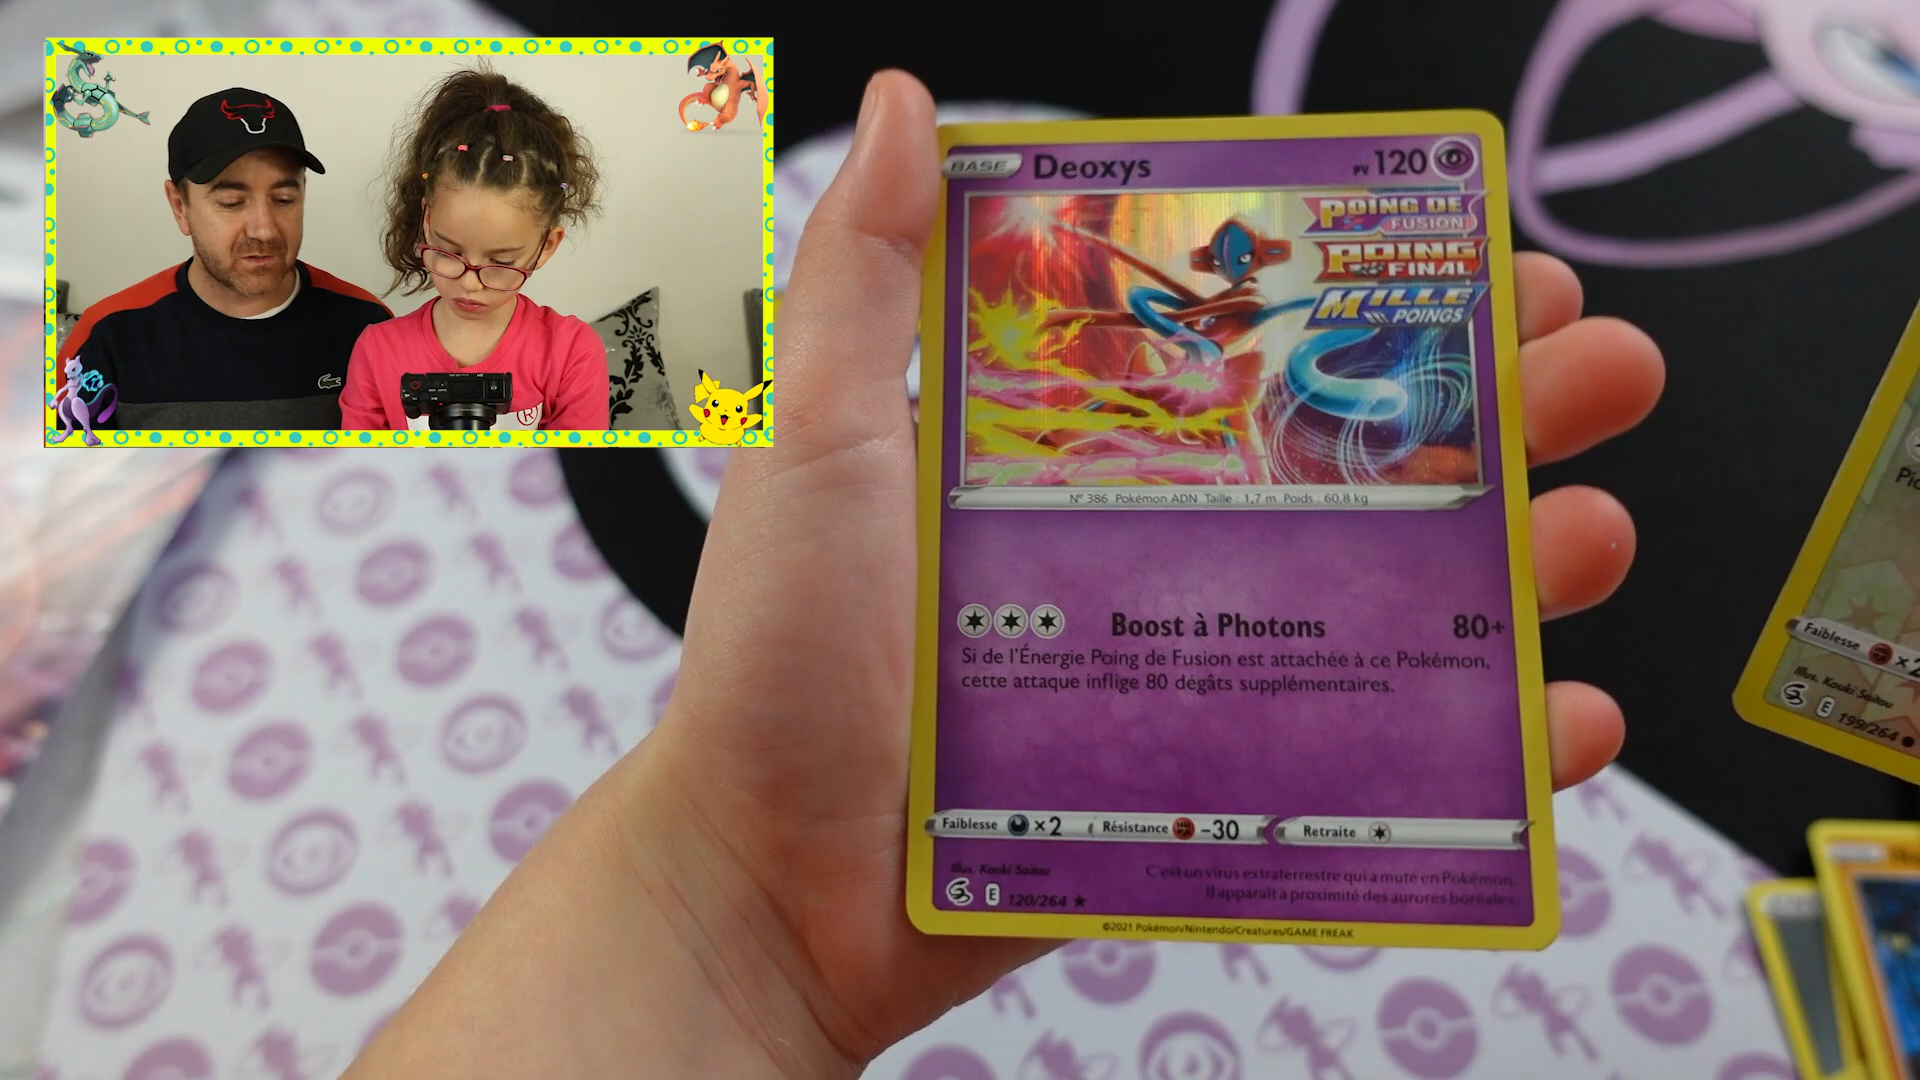 ®
BASE Deoxys PV 120
POING DE
FUSION
POING
FINAL
MILLE
POINGS
N° 386 Pokémon ADN Taille : 1,7 m Poids : 60,8 kg
Boost à Photons 80+
Si de l'Énergie Poing de Fusion est attachée à ce Pokémon,
cette attaque inflige 80 dégâts supplémentaires.
Faiblesse ×2 Résistance -30 Retraite
Illus. Kouki Saitou
E 120/264
C'est un virus extraterrestre qui a muté en Pokémon.
Il apparaît à proximité des aurores boréales.
©2021 Pokémon/Nintendo/Creatures/GAME FREAK
Faiblesse ×2
Illus. Kouki Saitou
E 199/264